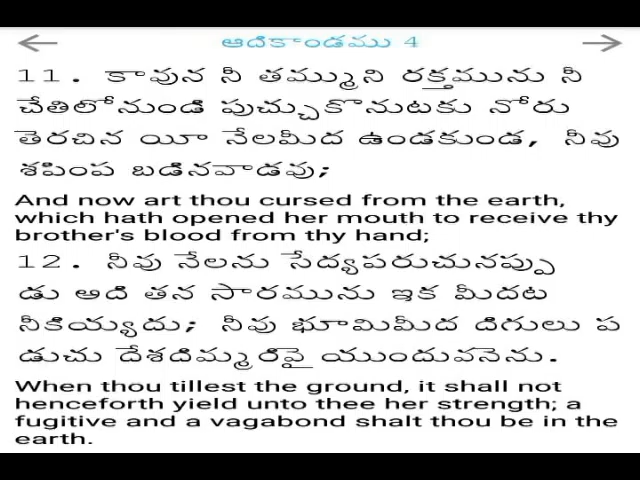 ఆదికాండము 4
11. కావున నీ తమ్ముని రక్తమును నీ
చేతిలోనుండి పుచ్చుకొనుటకు నోరు
తెరచిన యీ నేలమీద ఉండకుండ, నీవు
శపింప బడినవాడవు;
And now art thou cursed from the earth,
which hath opened her mouth to receive thy
brother's blood from thy hand;
12. నీవు నేలను సేద్యపరుచునప్పు
డు అది తన సారమును ఇక మీదట
నీకియ్యదు; నీవు భూమిమీద దిగులు ప
డుచు దేశదిమ్మరివై యుందువనెను.
When thou tillest the ground, it shall not
henceforth yield unto thee her strength; a
fugitive and a vagabond shalt thou be in the
earth.